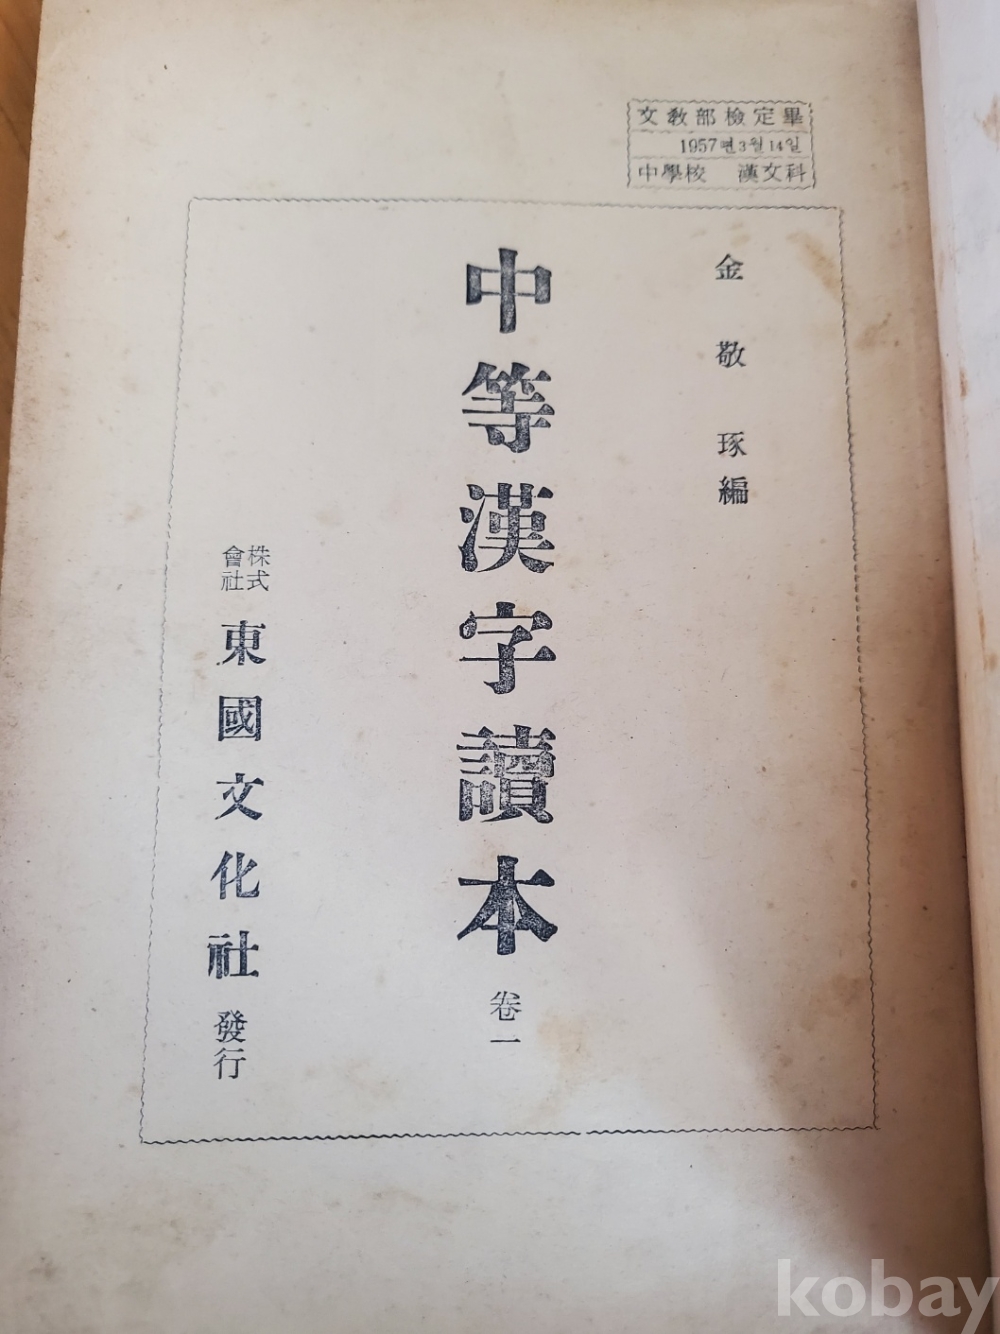 文敎部檢定畢
1957년3월14일
中學校 漢文科
金敬琢編
中等漢字讀本 卷一
株式會社 東國文化社 發行
kobay